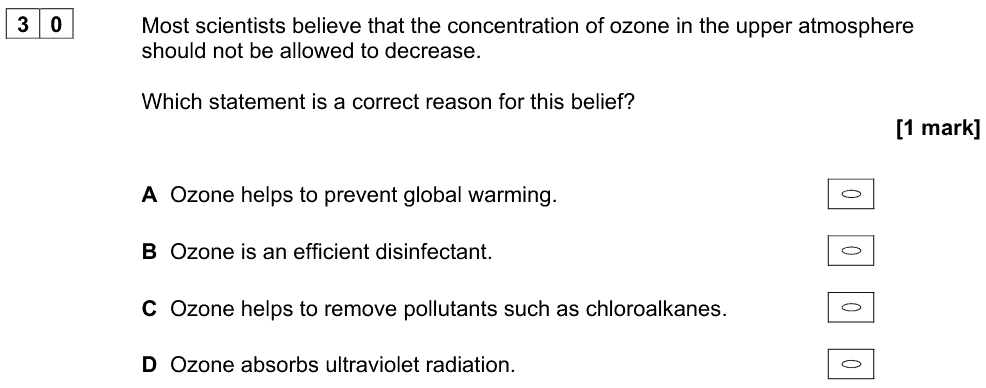 3 0 Most scientists believe that the concentration of ozone in the upper atmosphere
should not be allowed to decrease.
Which statement is a correct reason for this belief?
[1 mark]
A Ozone helps to prevent global warming.
B Ozone is an efficient disinfectant.
C Ozone helps to remove pollutants such as chloroalkanes.
D Ozone absorbs ultraviolet radiation.